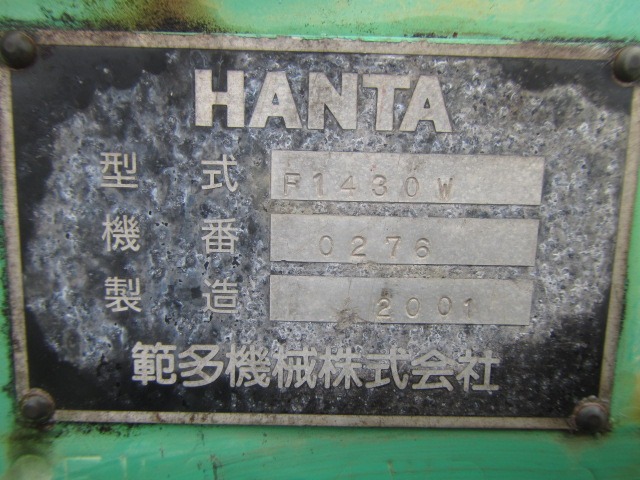 HANTA
型式 F1430W
機番 0276
製造 2001
範多機械株式会社